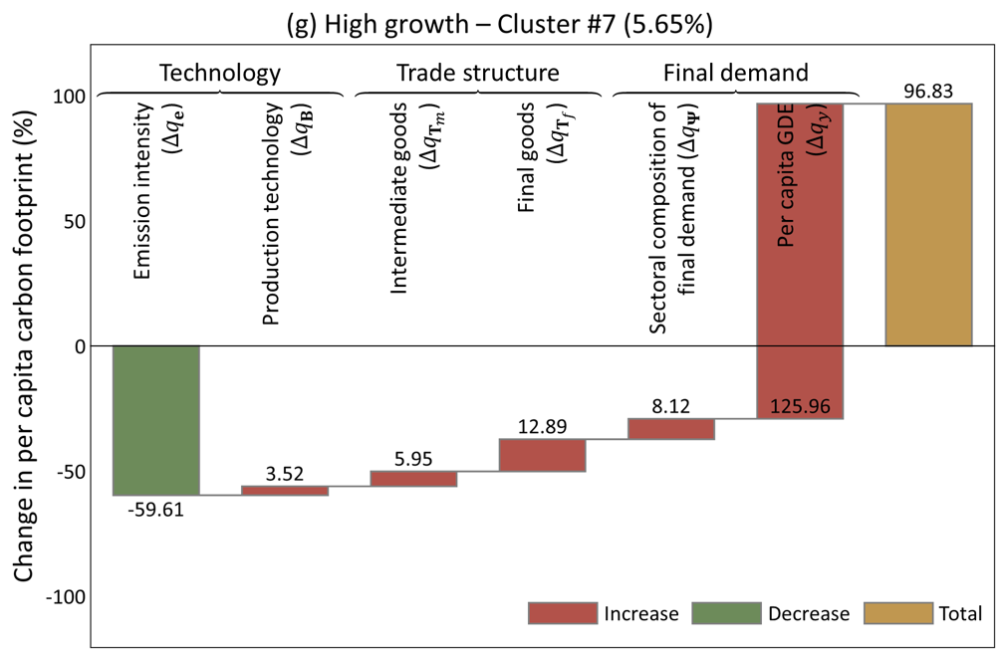 (g) High growth – Cluster #7 (5.65%)
Change in per capita carbon footprint (%)
100
50
0
-50
-100
Technology
Trade structure
Final demand
Emission intensity
(Δq𝐞)
Production technology
(Δq𝐁)
Intermediate goods
(Δq𝐓m)
Final goods
(Δq𝐓f)
Sectoral composition of
final demand (Δq𝚿)
Per capita GDE
(Δqy)
-59.61
3.52
5.95
12.89
8.12
125.96
96.83
Increase
Decrease
Total